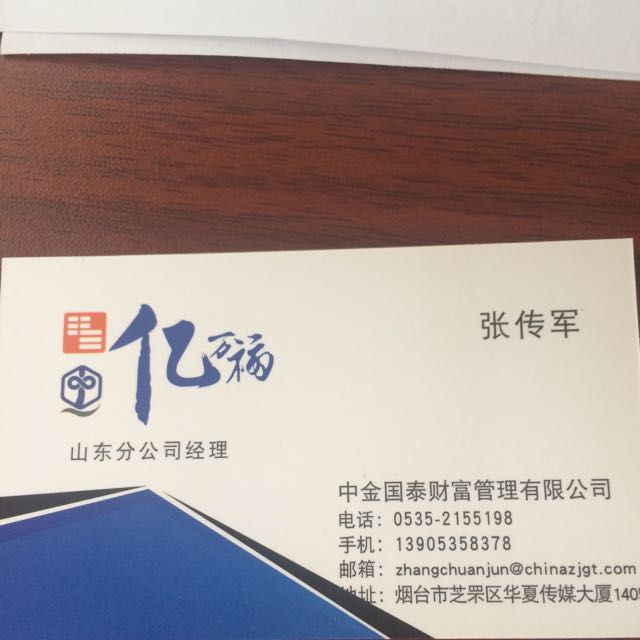 亿万福
张传军
山东分公司经理
中金国泰财富管理有限公司
电话：0535-2155198
手机：13905358378
邮箱：zhangchuanjun@chinazjgt.com
地址：烟台市芝罘区华夏传媒大厦1405